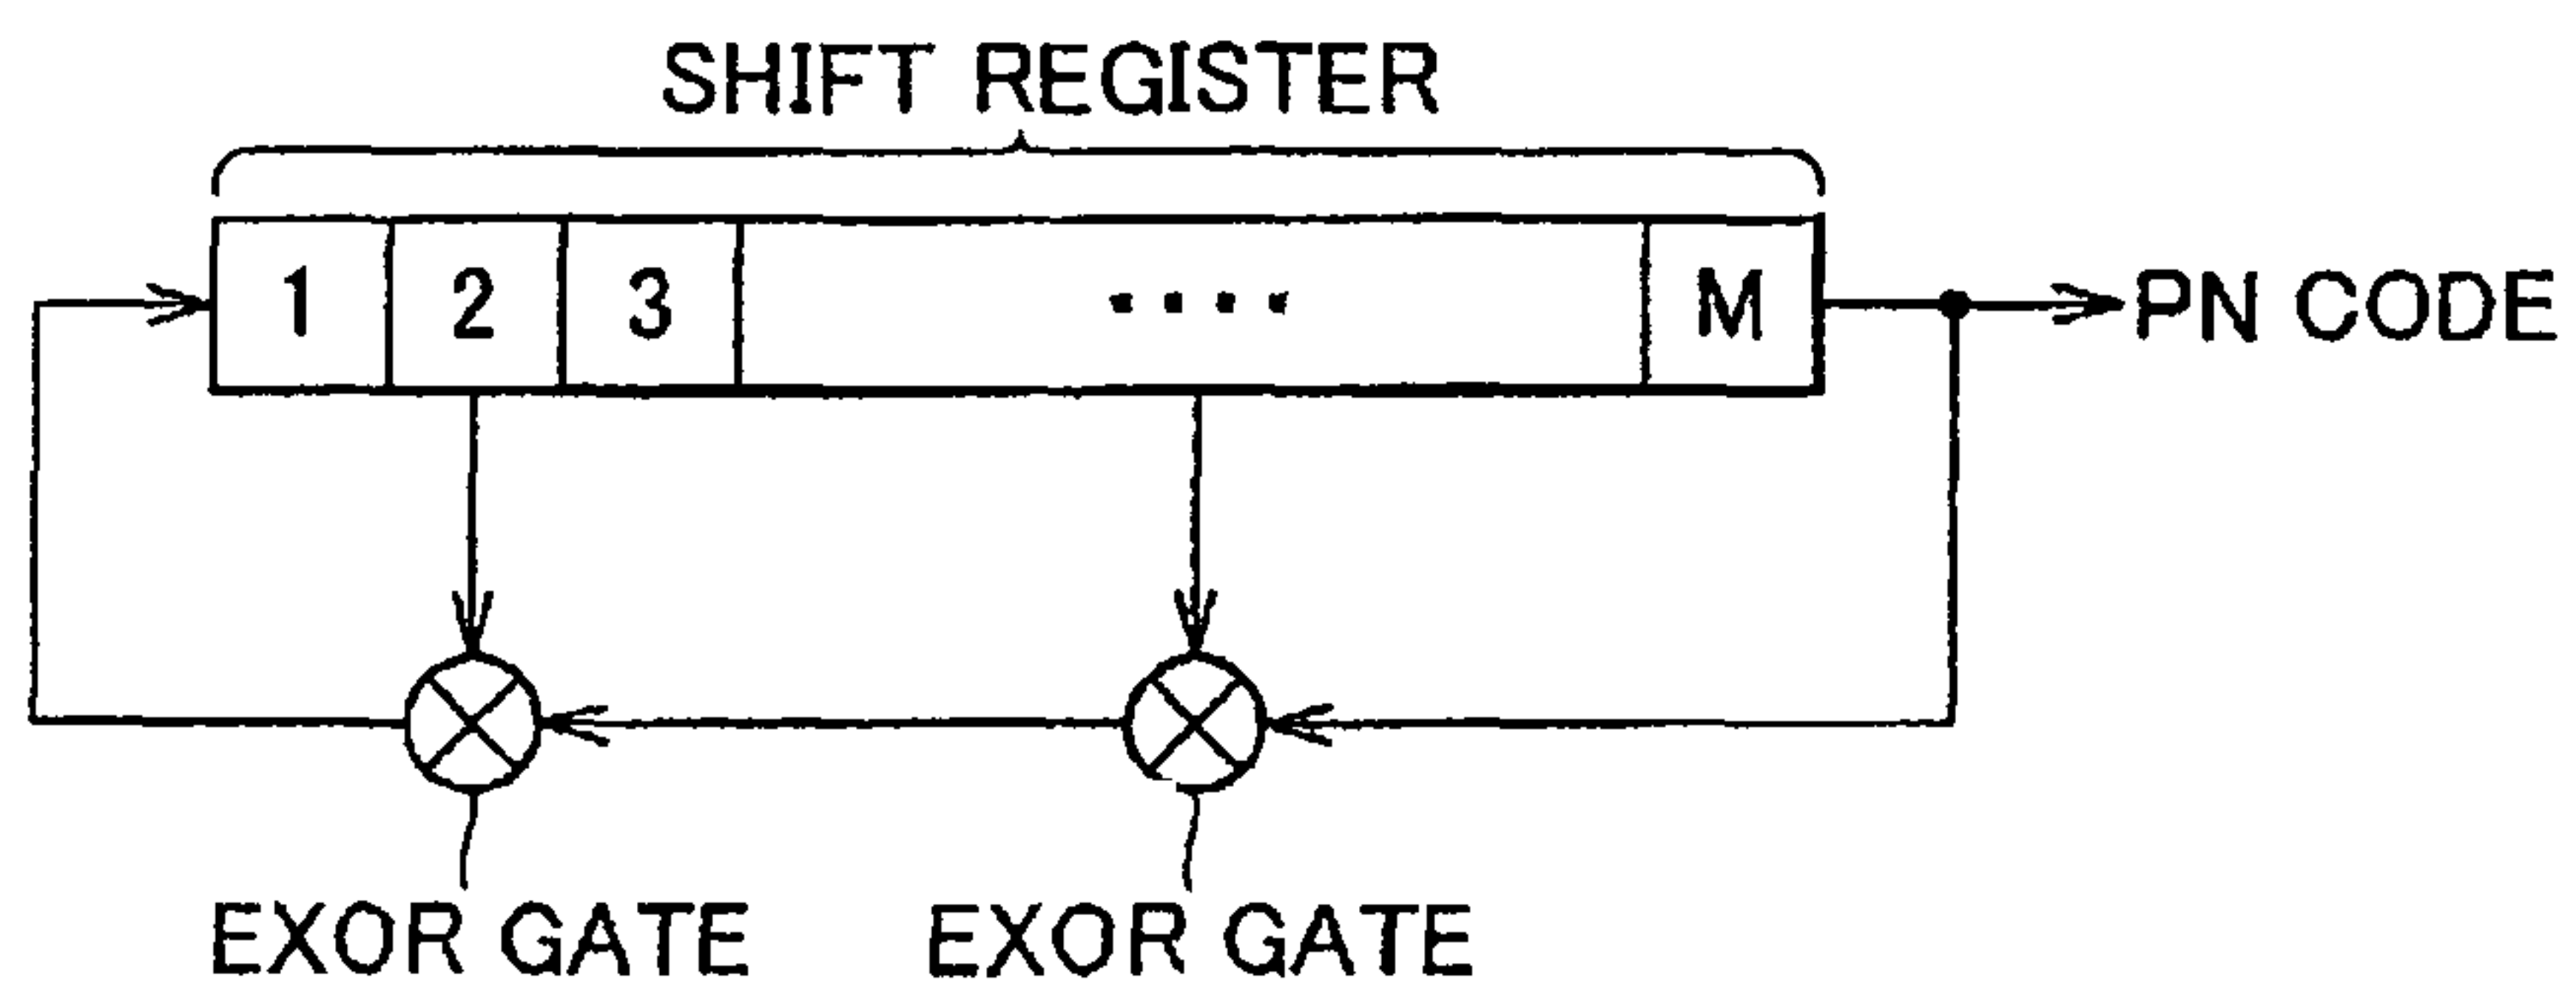 SHIFT REGISTER
1 2 3 .... M PN CODE
EXOR GATE EXOR GATE